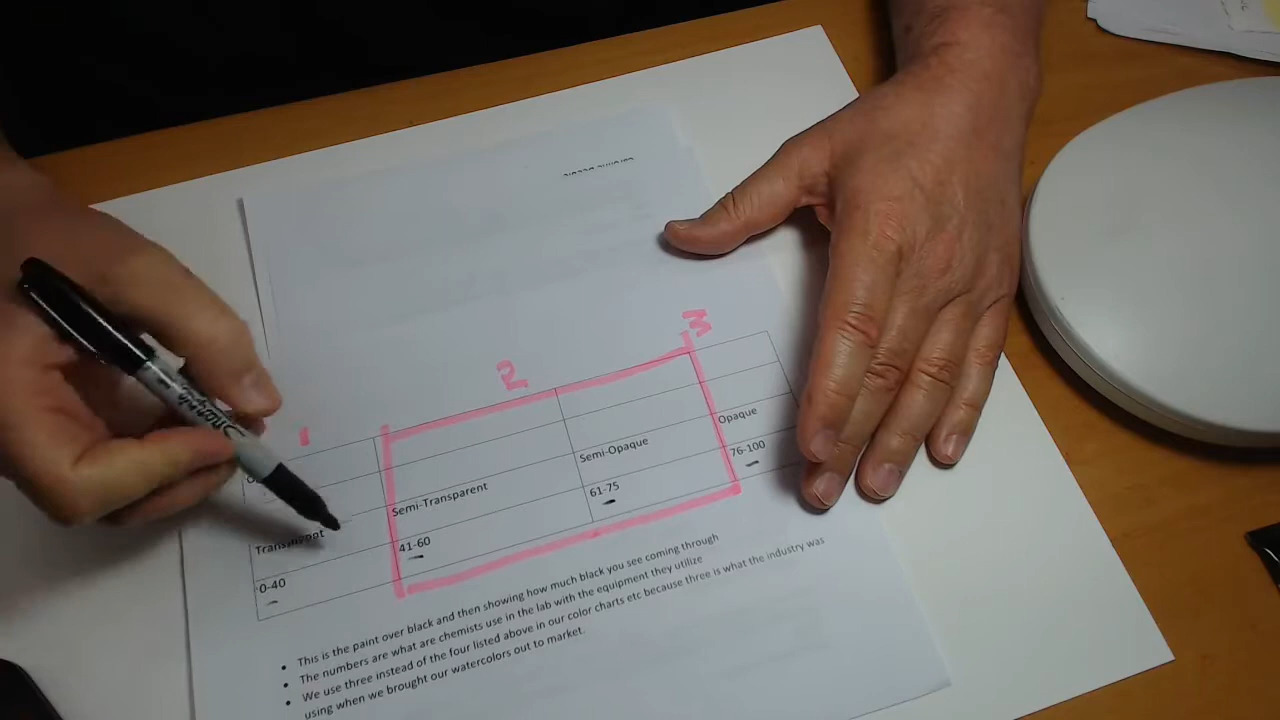 1
2
3
Transparent Semi-Transparent Semi-Opaque Opaque
0-40 41-60 61-75 76-100
• This is the paint over black and then showing how much black you see coming through
• The numbers are what are chemists use in the lab with the equipment they utilize
• We use three instead of the four listed above in our color charts etc because three is what the industry was
using when we brought our watercolors out to market.
Sharpie